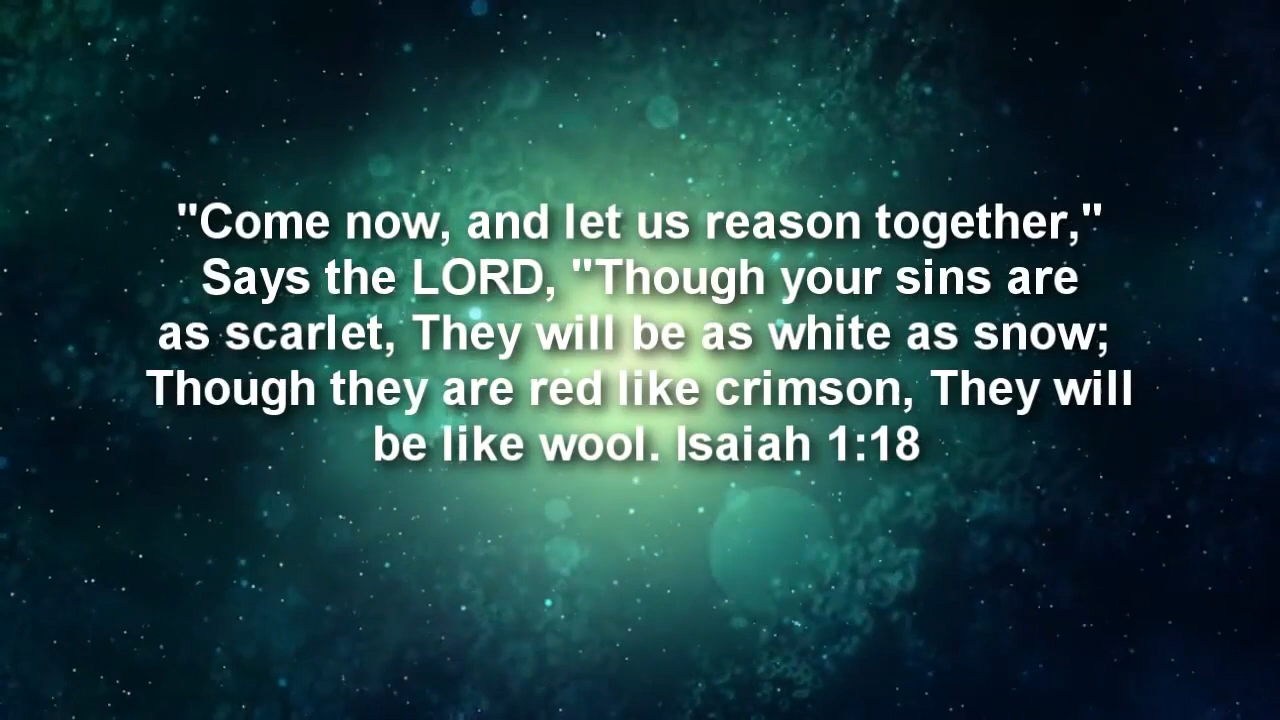 "Come now, and let us reason together,"
Says the LORD, "Though your sins are
as scarlet, They will be as white as snow;
Though they are red like crimson, They will
be like wool. Isaiah 1:18